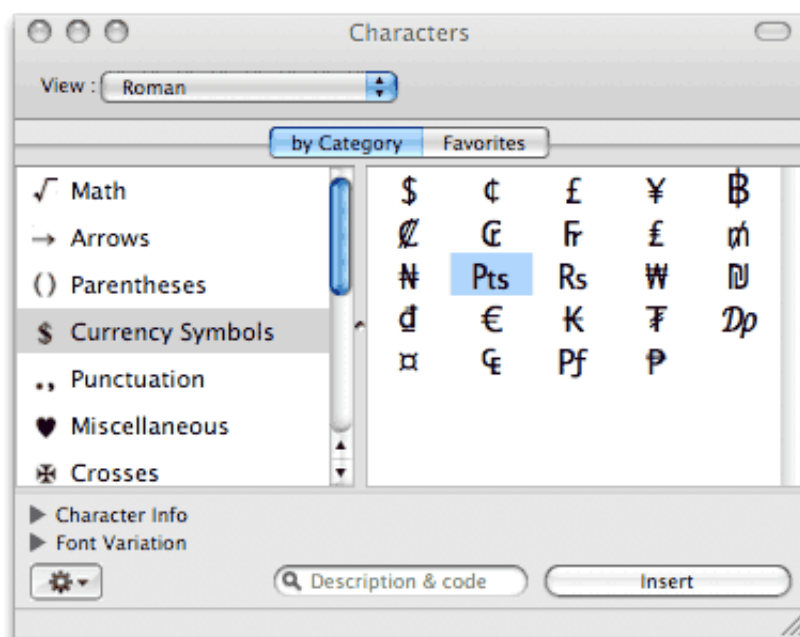 Characters
View : Roman
by Category Favorites
√ Math
→ Arrows
() Parentheses
$ Currency Symbols
., Punctuation
♥ Miscellaneous
✠ Crosses
$ ¢ £ ¥ ฿
₡ ₢ ₣ ₤ ₥
₦ Pts Rs ₩ ₪
₫ € ₭ ₮ ₯
¤ ₠ ₰ ₱
Character Info
Font Variation
Description & code
Insert